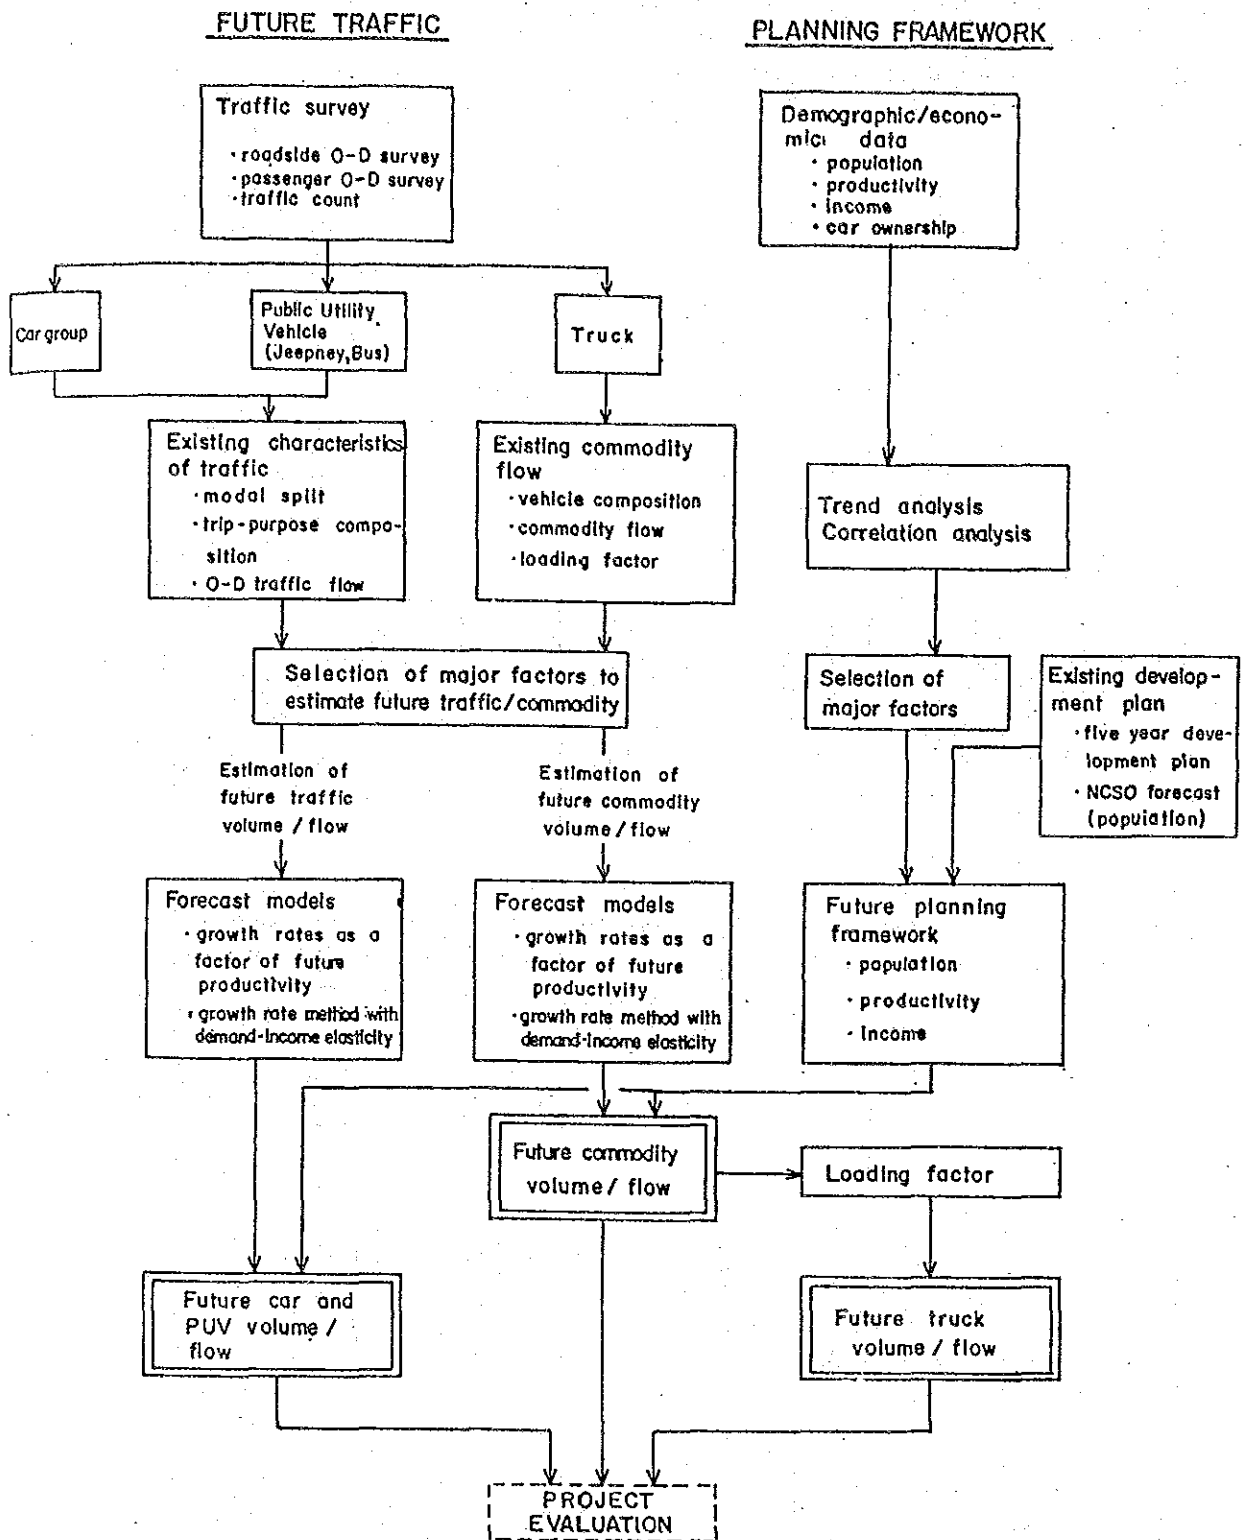 FUTURE TRAFFIC
PLANNING FRAMEWORK
Traffic survey
· roadside O-D survey
· passenger O-D survey
· traffic count
Demographic/econo-
mic data
· population
· productivity
· income
· car ownership
Car group
Public Utility
Vehicle
(Jeepney, Bus)
Truck
Existing characteristics
of traffic
· modal split
· trip-purpose compo-
sition
· O-D traffic flow
Existing commodity
flow
· vehicle composition
· commodity flow
· loading factor
Trend analysis
Correlation analysis
Selection of major factors to
estimate future traffic/commodity
Selection of
major factors
Existing develop-
ment plan
· five year deve-
lopment plan
· NCSO forecast
(population)
Estimation of
future traffic
volume / flow
Estimation of
future commodity
volume / flow
Forecast models
· growth rates as a
factor of future
productivity
· growth rate method with
demand-income elasticity
Forecast models
· growth rates as a
factor of future
productivity
· growth rate method with
demand-income elasticity
Future planning
framework
· population
· productivity
· income
Future commodity
volume / flow
Loading factor
Future car and
PUV volume /
flow
Future truck
volume / flow
PROJECT
EVALUATION